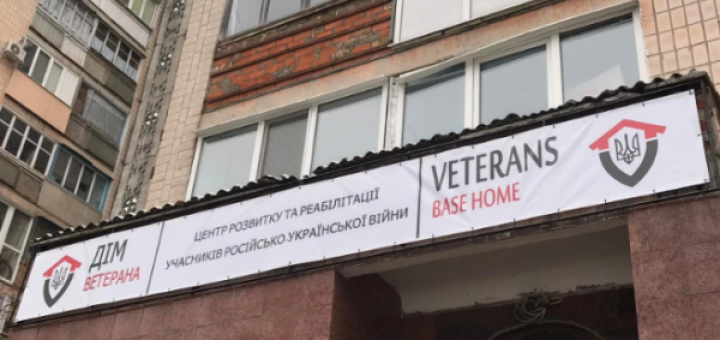 ДІМ
ВЕТЕРАНА
ЦЕНТР РОЗВИТКУ ТА РЕАБІЛІТАЦІЇ
УЧАСНИКІВ РОСІЙСЬКО-УКРАЇНСЬКОЇ ВІЙНИ
VETERANS
BASE HOME